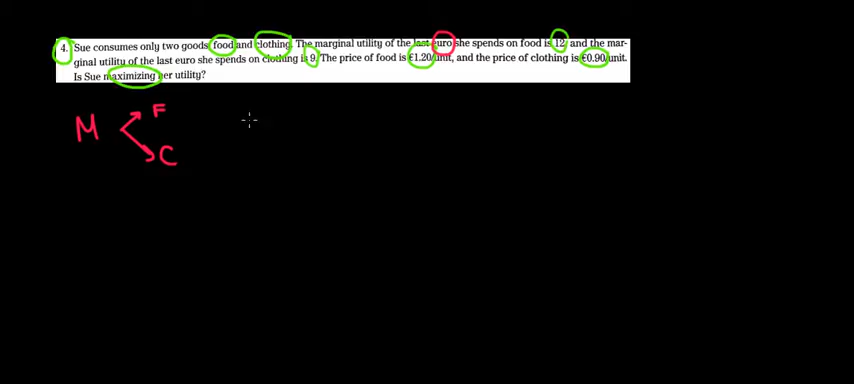 4. Sue consumes only two goods, food and clothing. The marginal utility of the last euro she spends on food is 12, and the mar-
ginal utility of the last euro she spends on clothing is 9. The price of food is €1.20/unit, and the price of clothing is €0.90/unit.
Is Sue maximizing her utility?
F
M
C